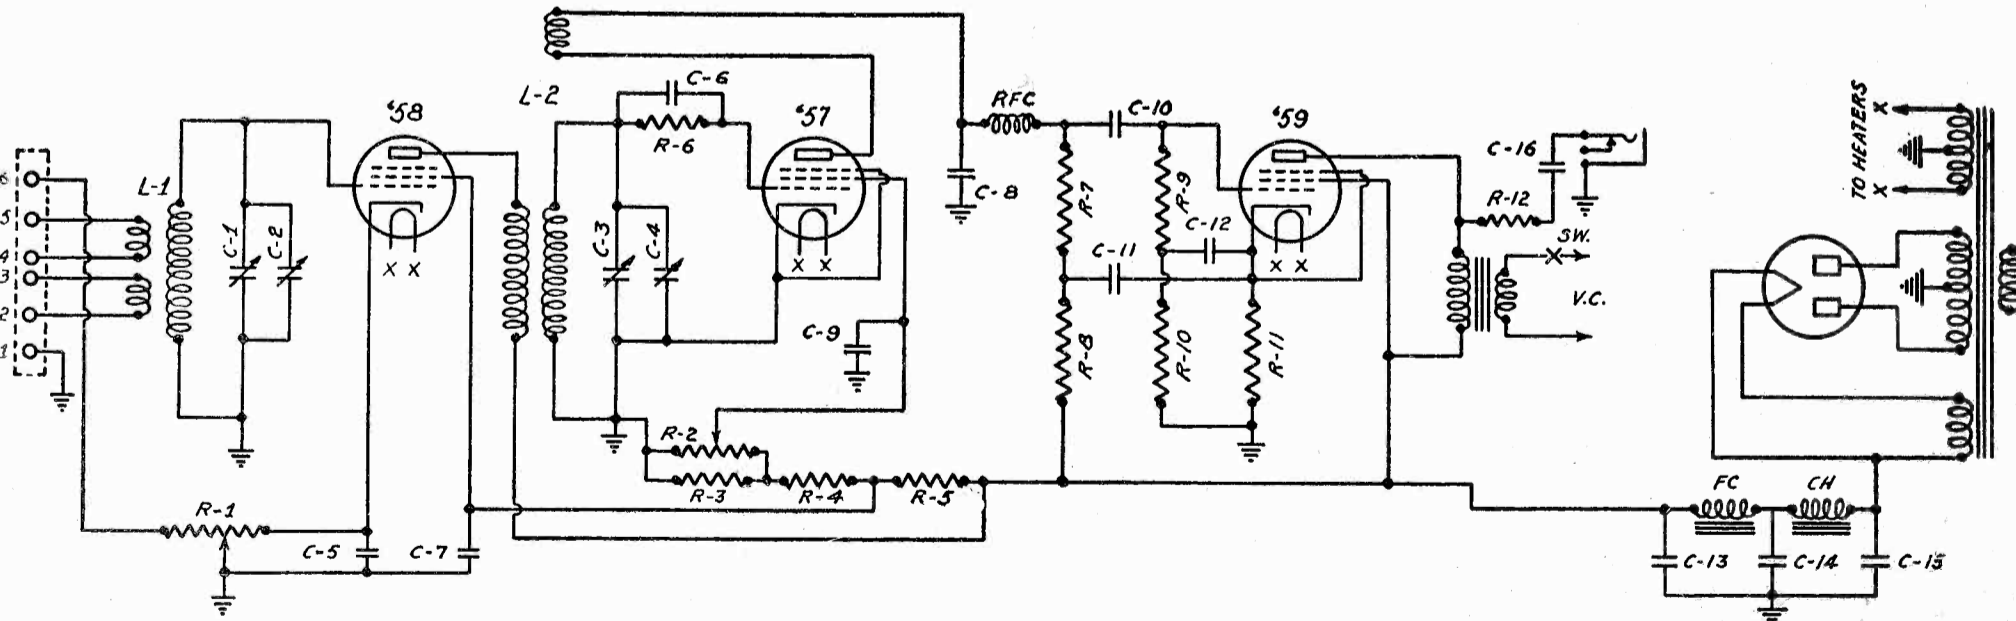 6
5
4
3
2
1
L-1
C-1
C-2
R-1
'58
X X
C-5
C-7
L-2
C-6
R-6
'57
C-3
C-4
X X
C-9
R-2
R-3
R-4
R-5
C-8
RFC
C-10
R-7
R-9
C-12
C-11
R-8
R-10
R-11
'59
X X
C-16
R-12
SW.
V.C.
TO HEATERS
X
X
FC
CH
C-13
C-14
C-15